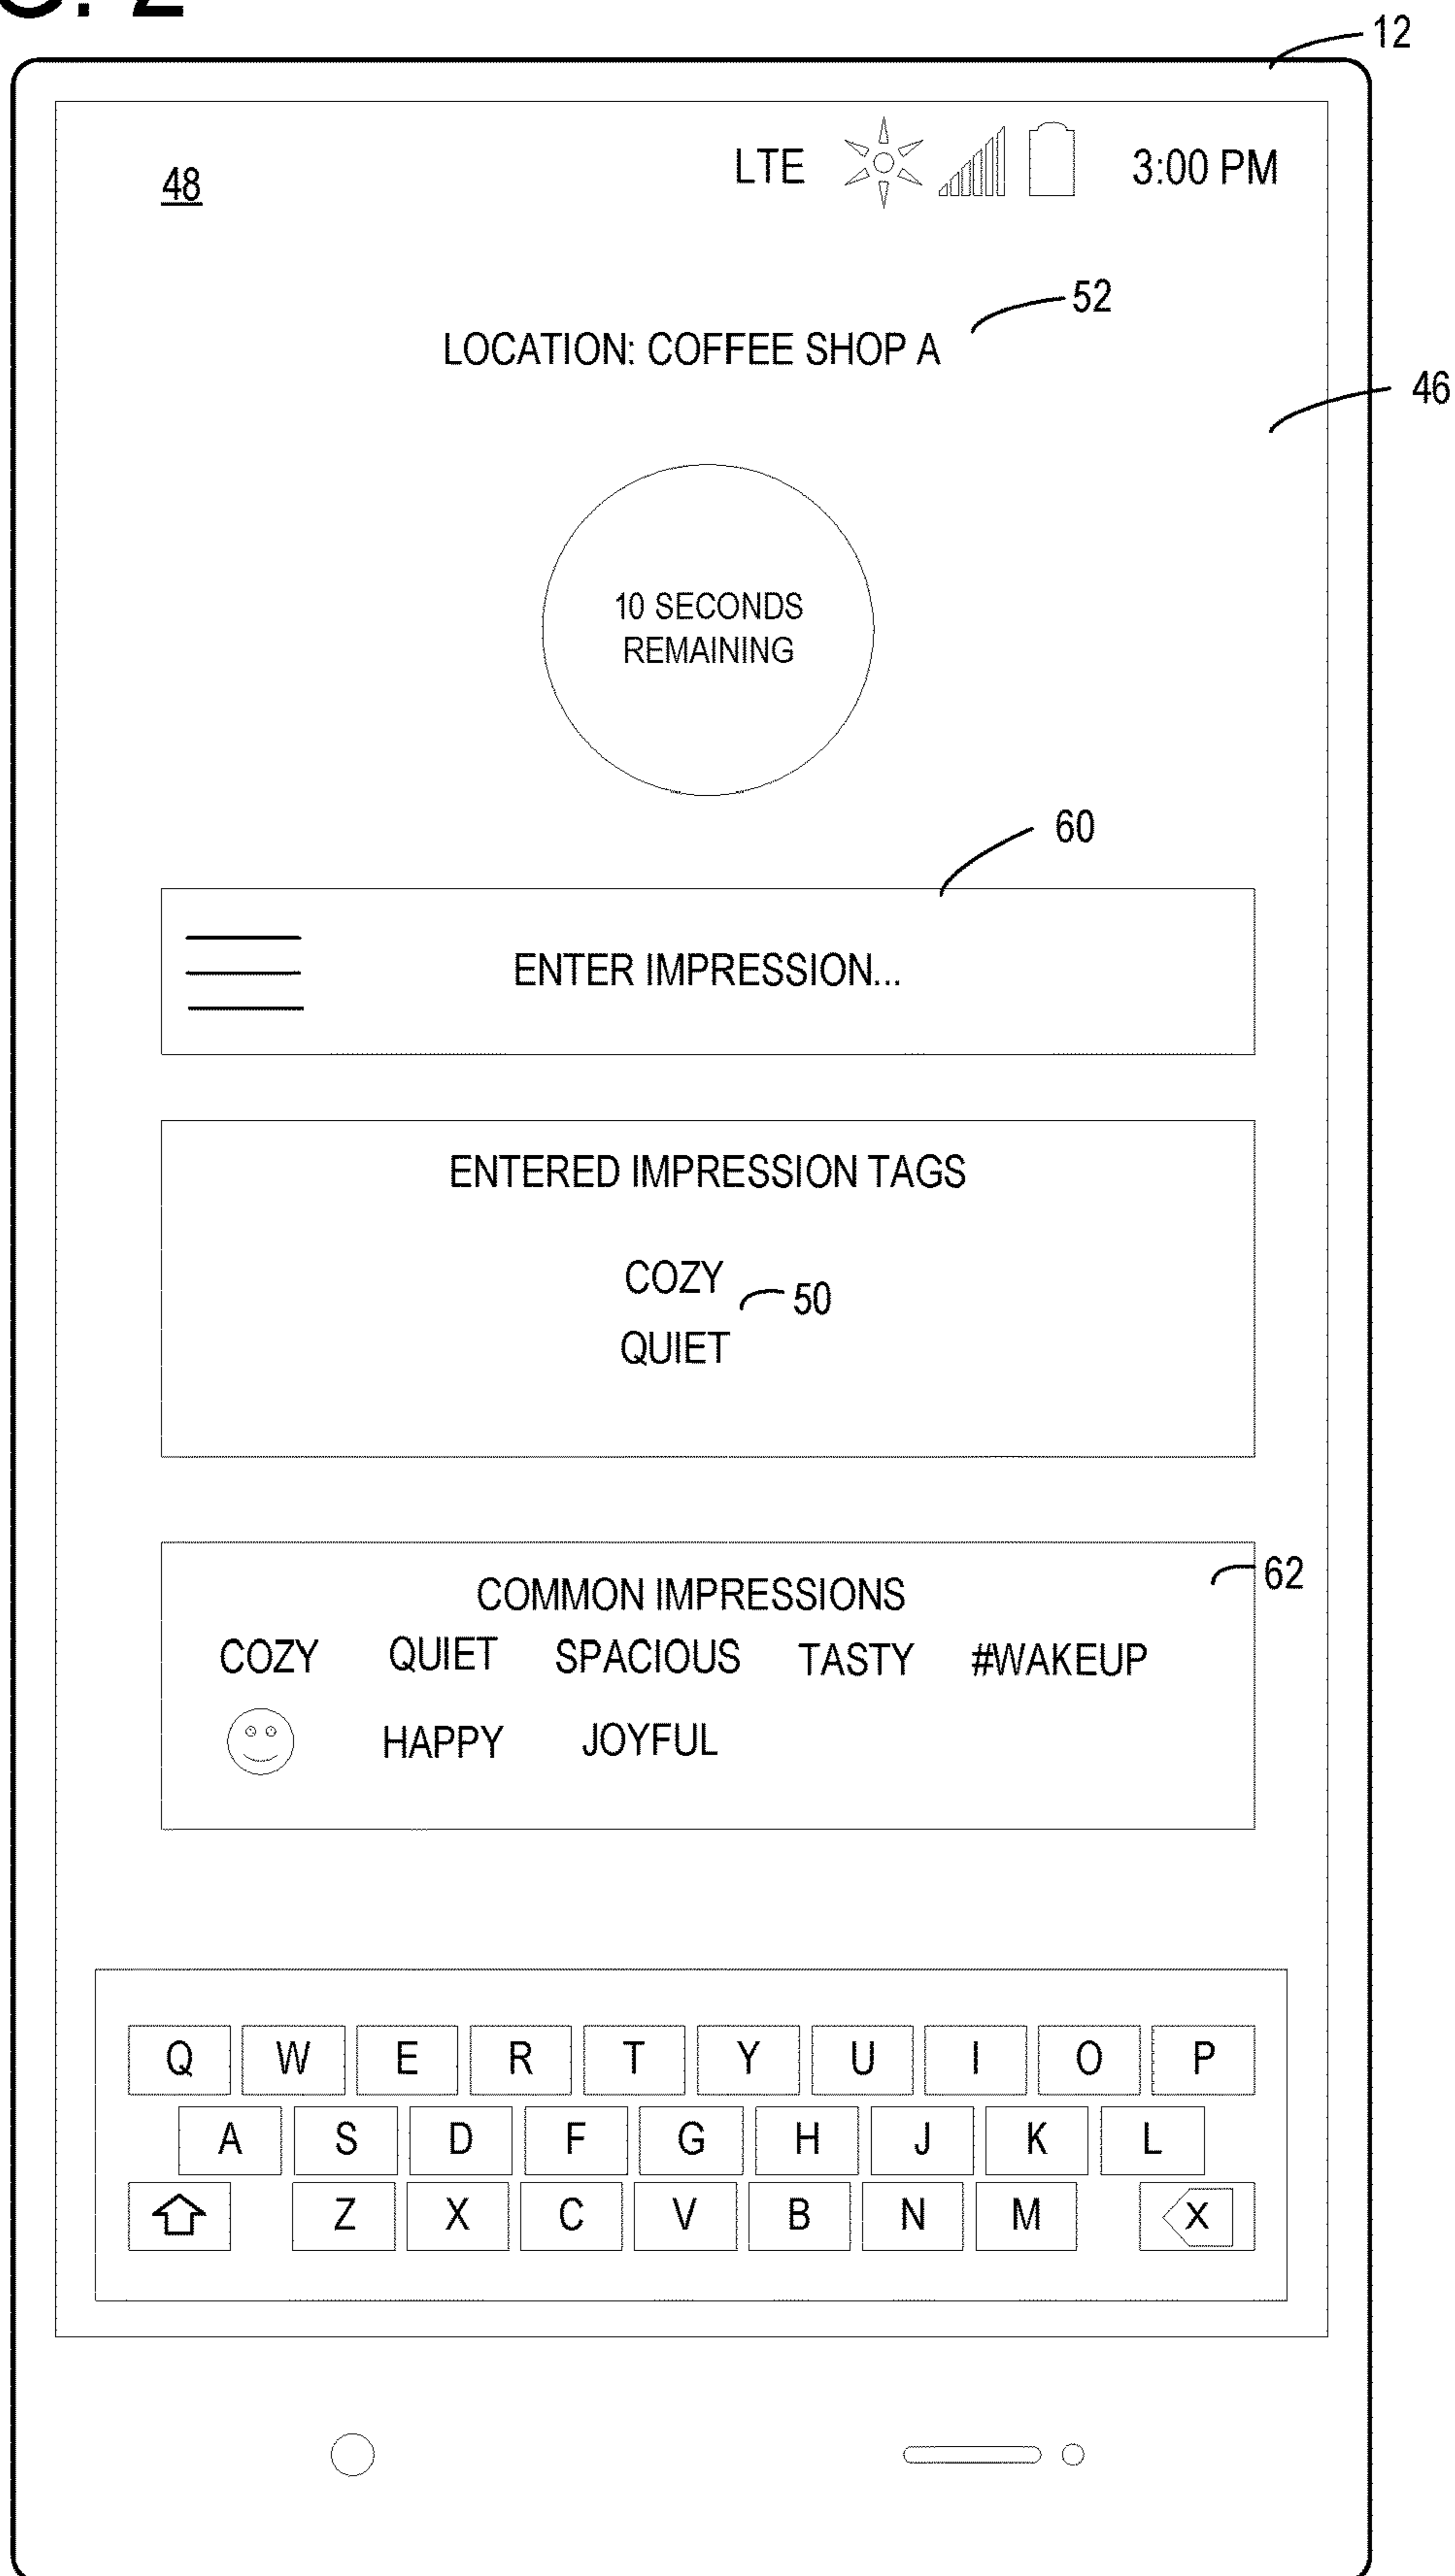 . 2
12
48
LTE 3:00 PM
52
LOCATION: COFFEE SHOP A
46
10 SECONDS
REMAINING
60
ENTER IMPRESSION...
ENTERED IMPRESSION TAGS
COZY
50
QUIET
62
COMMON IMPRESSIONS
COZY QUIET SPACIOUS TASTY #WAKEUP
HAPPY JOYFUL
Q W E R T Y U I O P
A S D F G H J K L
Z X C V B N M X